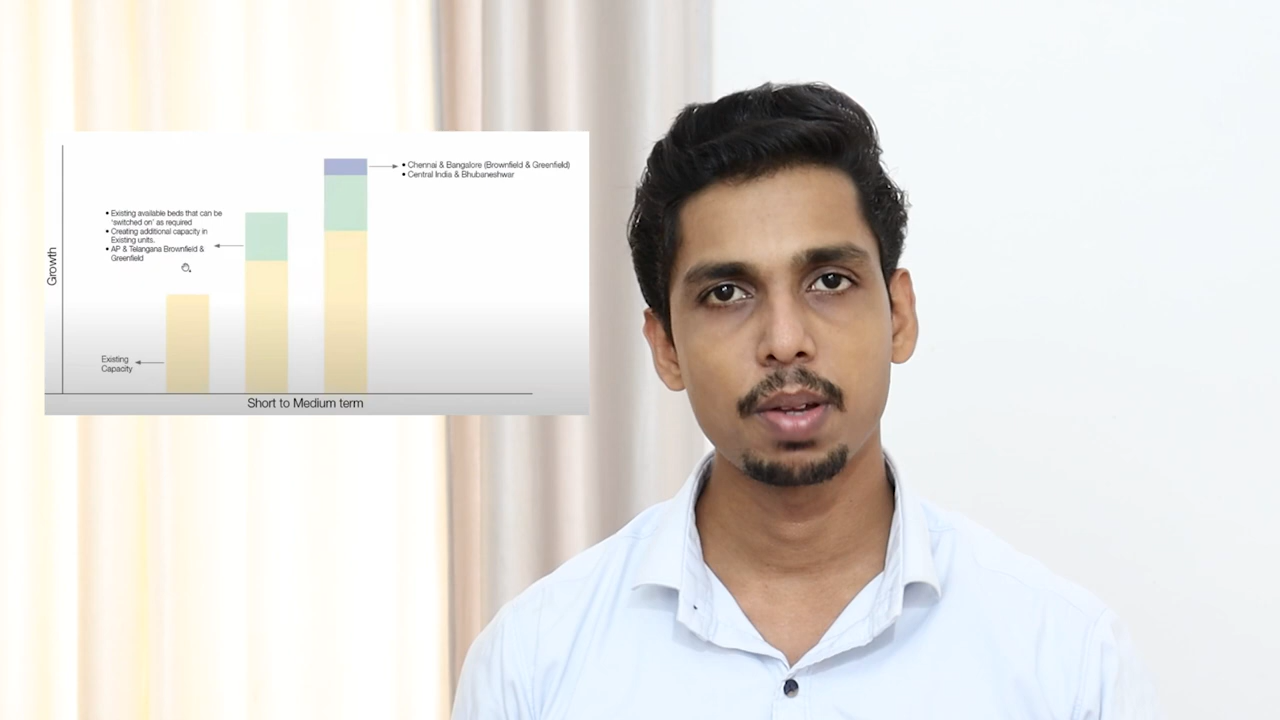 • Chennai & Bangalore (Brownfield & Greenfield)
• Central India & Bhubaneshwar
• Existing available beds that can be
'switched on' as required
• Creating additional capacity in
Existing units.
• AP & Telangana Brownfield &
Greenfield
Growth
Existing
Capacity
Short to Medium term